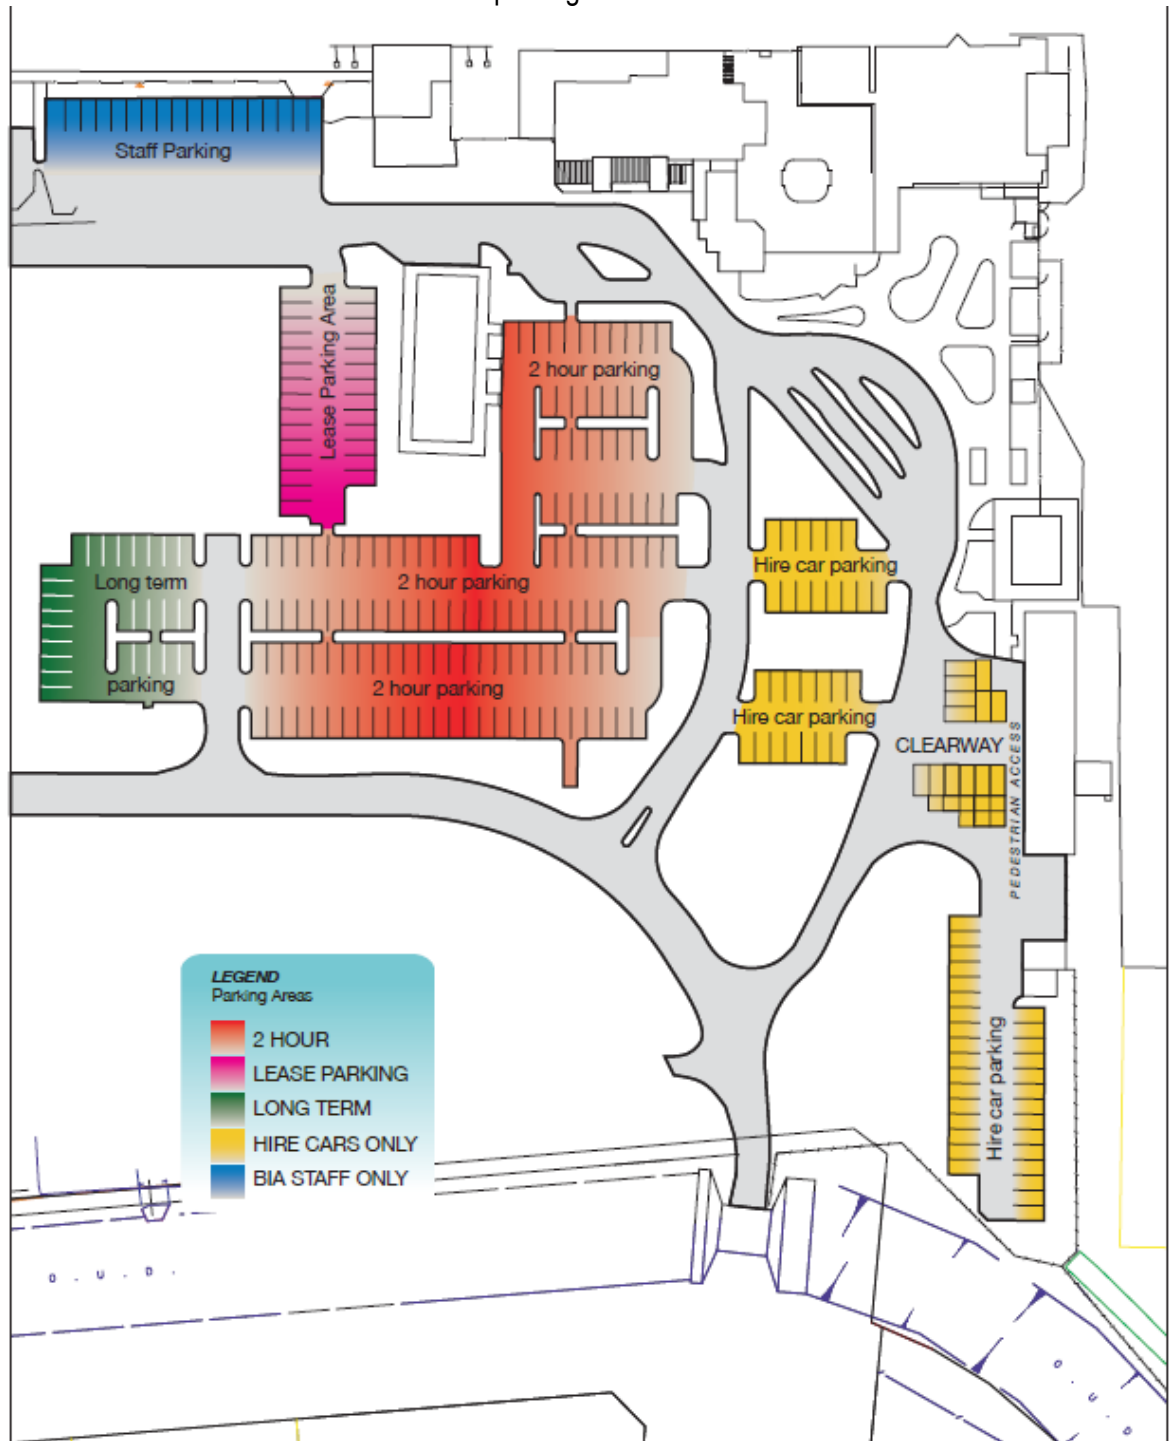 Staff Parking
Lease Parking Area
2 hour parking
Long term
parking
2 hour parking
2 hour parking
Hire car parking
Hire car parking
CLEARWAY
PEDESTRIAN ACCESS
Hire car parking
LEGEND
Parking Areas
2 HOUR
LEASE PARKING
LONG TERM
HIRE CARS ONLY
BIA STAFF ONLY
O . U . D .
O . U . D